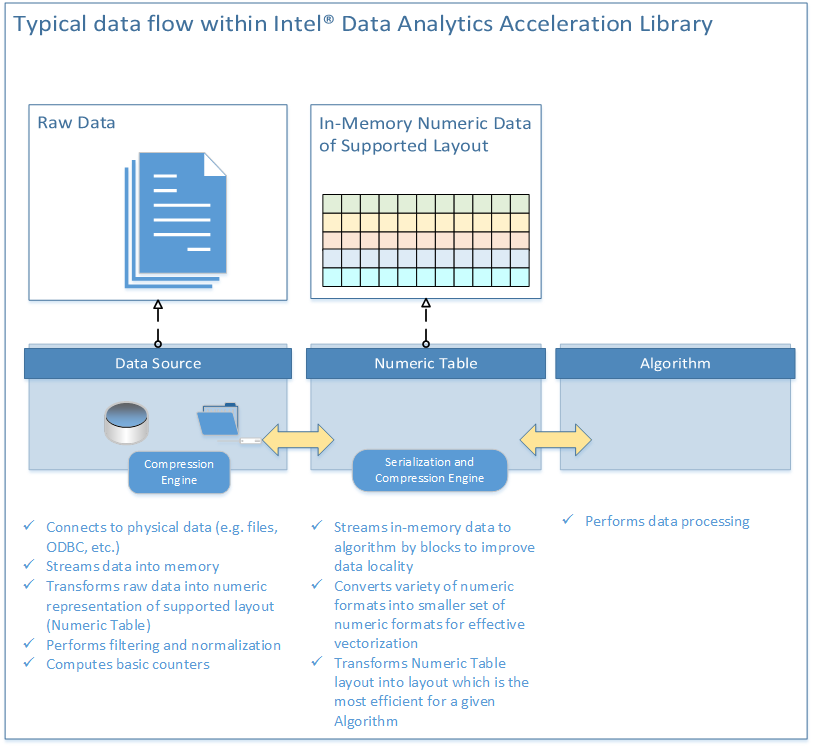 Typical data flow within Intel® Data Analytics Acceleration Library
Raw Data
In-Memory Numeric Data
of Supported Layout
Data Source
Numeric Table
Algorithm
Compression
Engine
Serialization and
Compression Engine
✓ Connects to physical data (e.g. files,
ODBC, etc.)
✓ Streams data into memory
✓ Transforms raw data into numeric
representation of supported layout
(Numeric Table)
✓ Performs filtering and normalization
✓ Computes basic counters
✓ Streams in-memory data to
algorithm by blocks to improve
data locality
✓ Converts variety of numeric
formats into smaller set of
numeric formats for effective
vectorization
✓ Transforms Numeric Table
layout into layout which is the
most efficient for a given
Algorithm
✓ Performs data processing